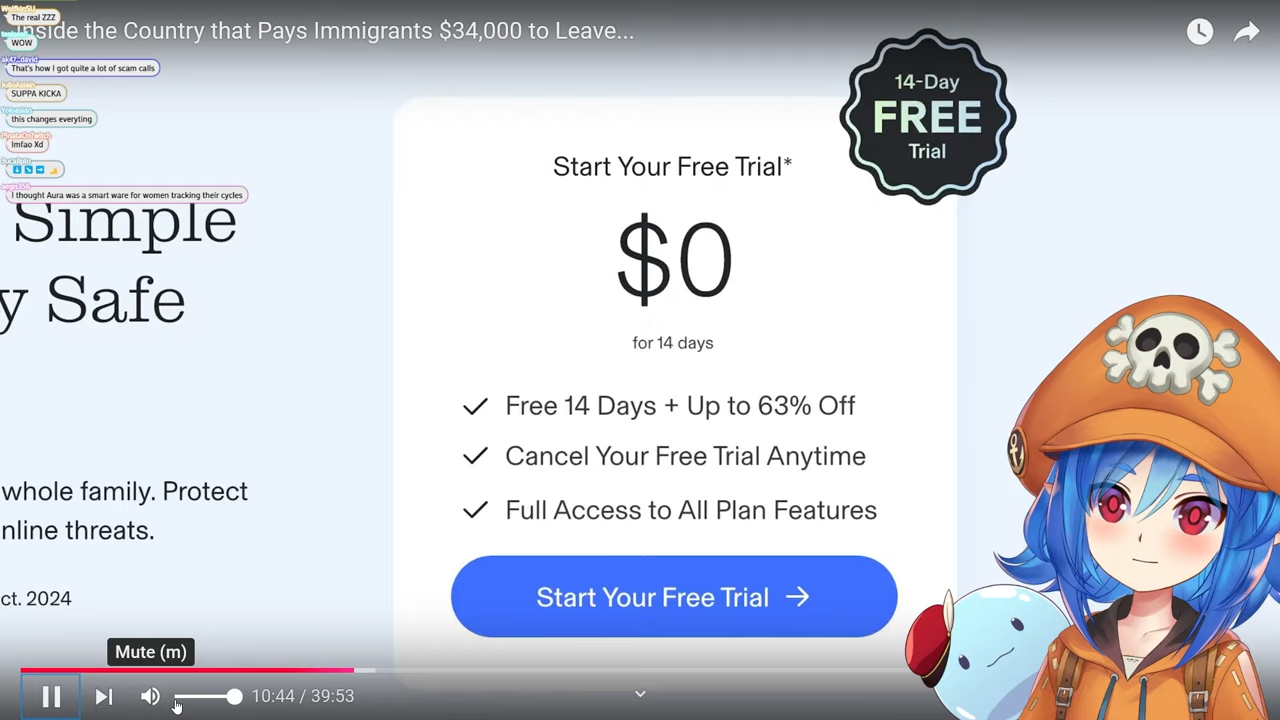 Inside the Country that Pays Immigrants $34,000 to Leave...
The real ZZZ
WOW
That's how I got quite a lot of scam calls
SUPPA KICKA
this changes everyting
lmfao Xd
I thought Aura was a smart ware for women tracking their cycles
Simple
y Safe
whole family. Protect
nline threats.
ct. 2024
14-Day
FREE
Trial
Start Your Free Trial*
$0
for 14 days
Free 14 Days + Up to 63% Off
Cancel Your Free Trial Anytime
Full Access to All Plan Features
Start Your Free Trial
Mute (m)
10:44 / 39:53